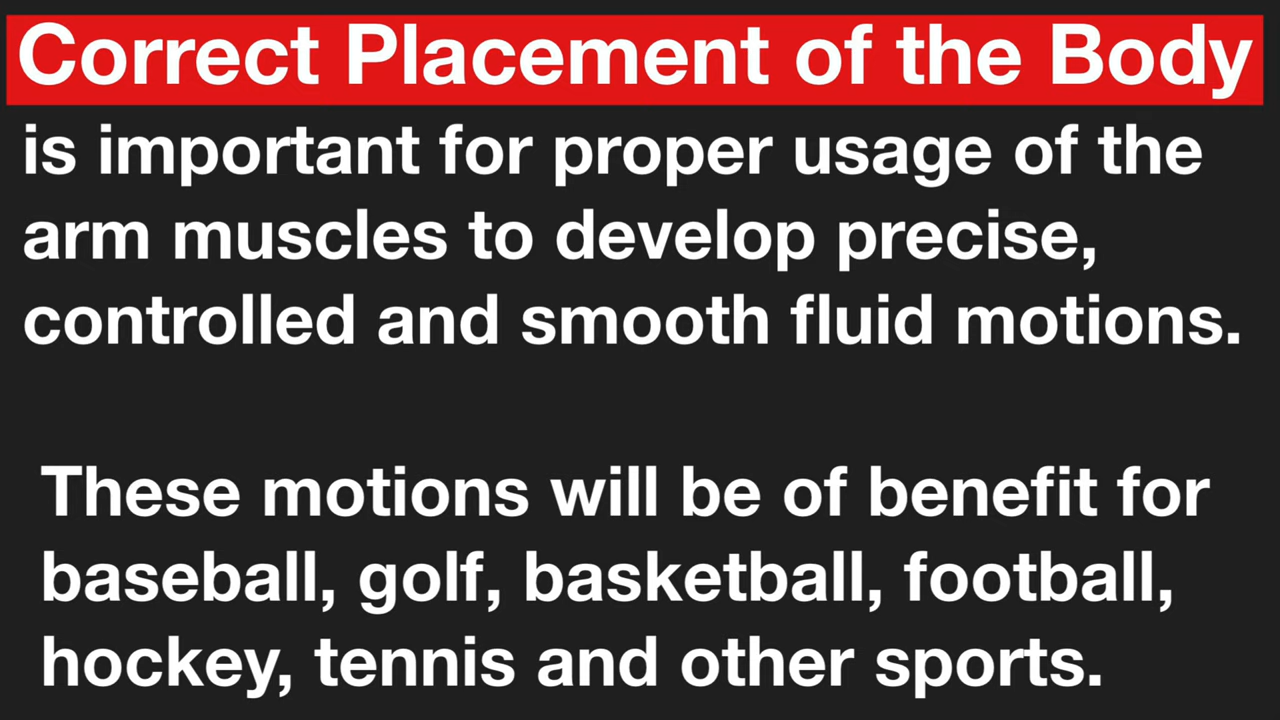 Correct Placement of the Body
is important for proper usage of the
arm muscles to develop precise,
controlled and smooth fluid motions.
These motions will be of benefit for
baseball, golf, basketball, football,
hockey, tennis and other sports.